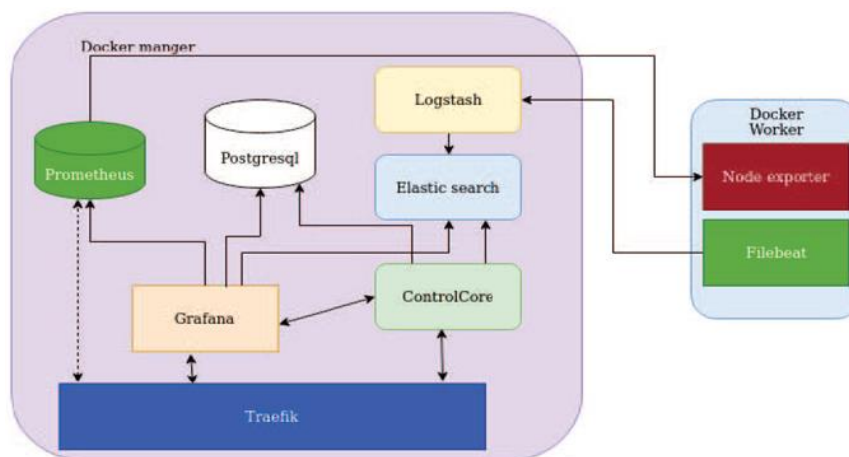 Docker manger
Logstash
Docker
Worker
Postgresql
Prometheus
Elastic search
Node exporter
Filebeat
ControlCore
Grafana
Traefik